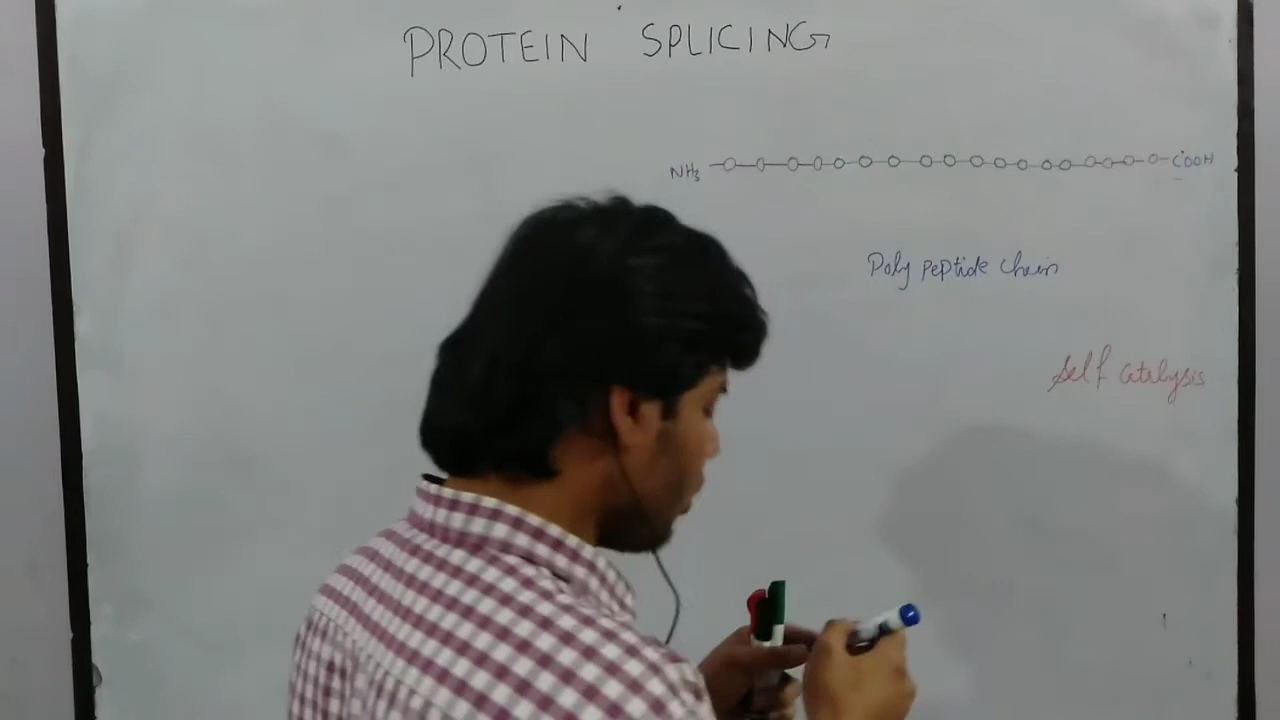 PROTEIN SPLICING
NH3 COOH
Poly peptide chain
Self catalysis